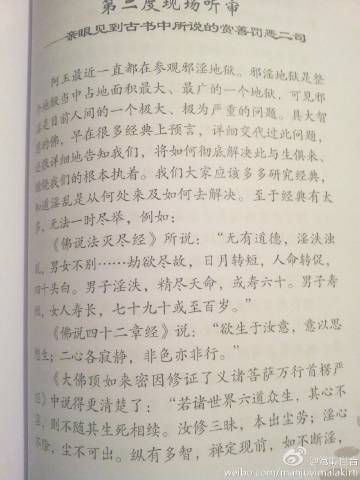 第二度现场听审
亲眼见到古书中所说的赏善罚恶二司
阿玉最近一直都在参观邪淫地狱。邪淫地狱是整
个地狱当中占地面积最大、最广的一个地狱,可见邪
淫是目前人间的一个极大、极为严重的问题。具大智
慧的佛,早在很多经典上预言,详细交代过此问题,
还很详细地告知我们,将如何彻底解决此与生俱来、
缠绕我们的根本执着。我们大家应该多多研究经典,
知道淫乱是从何处来及如何去解决。至于经典有太
多,无法一时尽举,例如:
《佛说法灭尽经》所说:“无有道德,淫泆浊
乱,男女不别……劫欲尽故,日月转短,人命转促,
四十头白。男子淫泆,精尽夭命,或寿六十。男子寿
短,女人寿长,七十九十或至百岁。”
《佛说四十二章经》说:“欲生于汝意,意以思
想生;二心各寂静,非色亦非行。”
《大佛顶如来密因修证了义诸菩萨万行首楞严
经》中说得更清楚了:“若诸世界六道众生,其心不
淫,则不随其生死相续。汝修三昧,本出尘劳;淫心
不除,尘不可出。纵有多智,禅定现前,如不断淫,
weibo.com/manjuvimalakirti